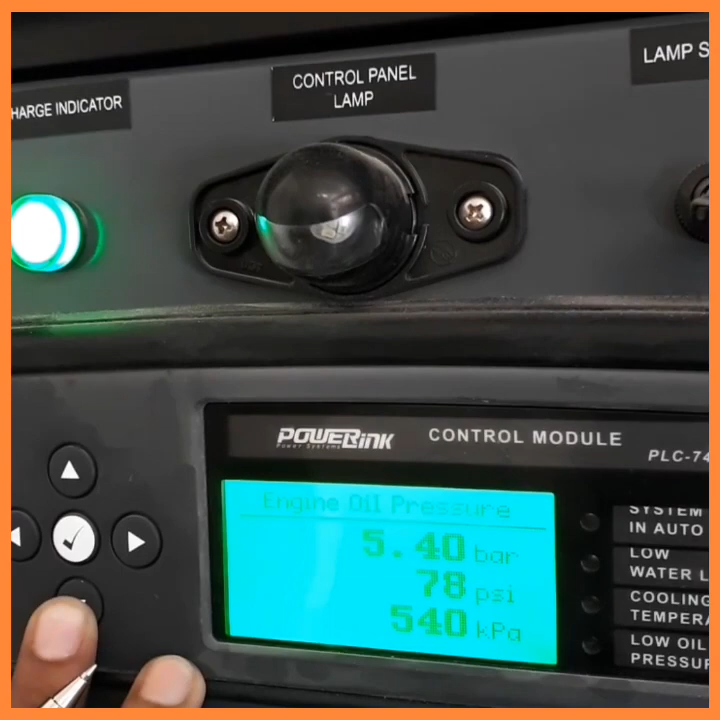 HARGE INDICATOR
CONTROL PANEL
LAMP
LAMP S
POWERink
Power Systems
CONTROL MODULE
PLC-74
Engine Oil Pressure
5.40 bar
78 psi
540 kPa
SYSTEM
IN AUTO
LOW
WATER L
COOLING
TEMPERA
LOW OIL
PRESSUR